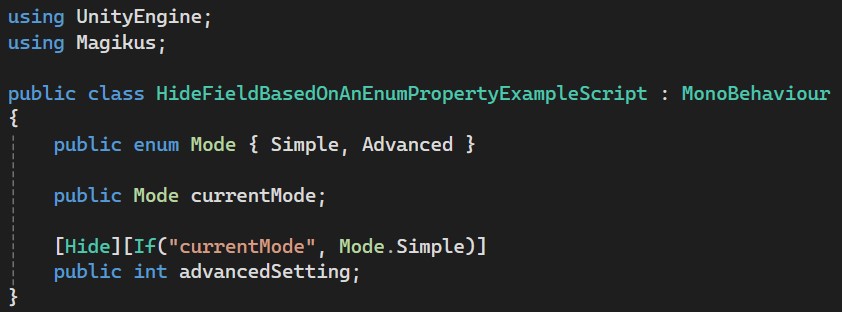 using UnityEngine;
using Magikus;
public class HideFieldBasedOnAnEnumPropertyExampleScript : MonoBehaviour
{
public enum Mode { Simple, Advanced }
public Mode currentMode;
[Hide][If("currentMode", Mode.Simple)]
public int advancedSetting;
}